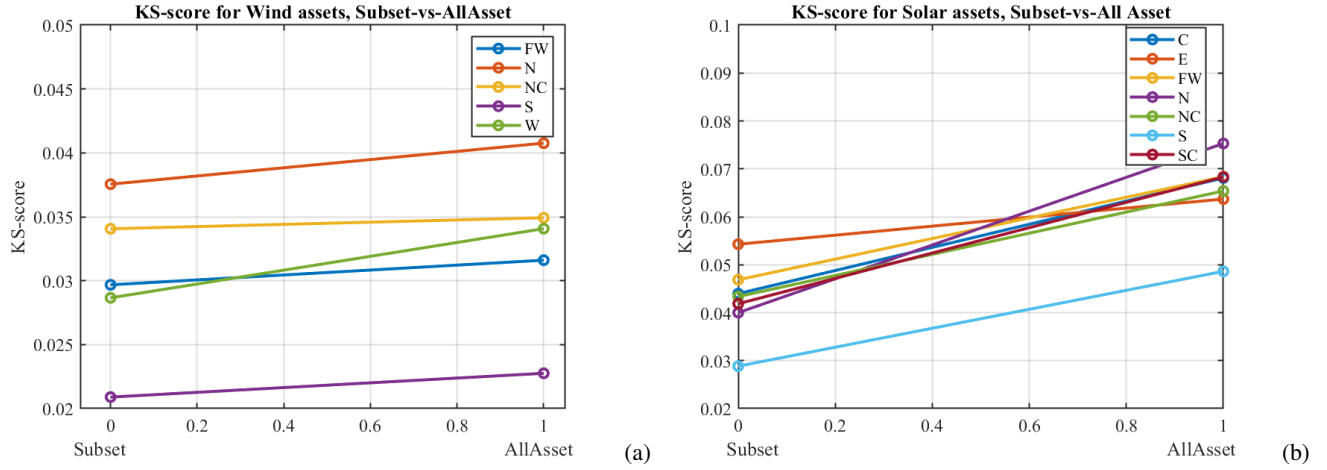 KS-score for Wind assets, Subset-vs-AllAsset
0.05
0.045
0.04
0.035
0.03
0.025
0.02
KS-score
FW
N
NC
S
W
0 0.2 0.4 0.6 0.8 1
Subset AllAsset
(a)
KS-score for Solar assets, Subset-vs-All Asset
0.1
0.09
0.08
0.07
0.06
0.05
0.04
0.03
0.02
KS-score
C
E
FW
N
NC
S
SC
0 0.2 0.4 0.6 0.8 1
Subset AllAsset
(b)